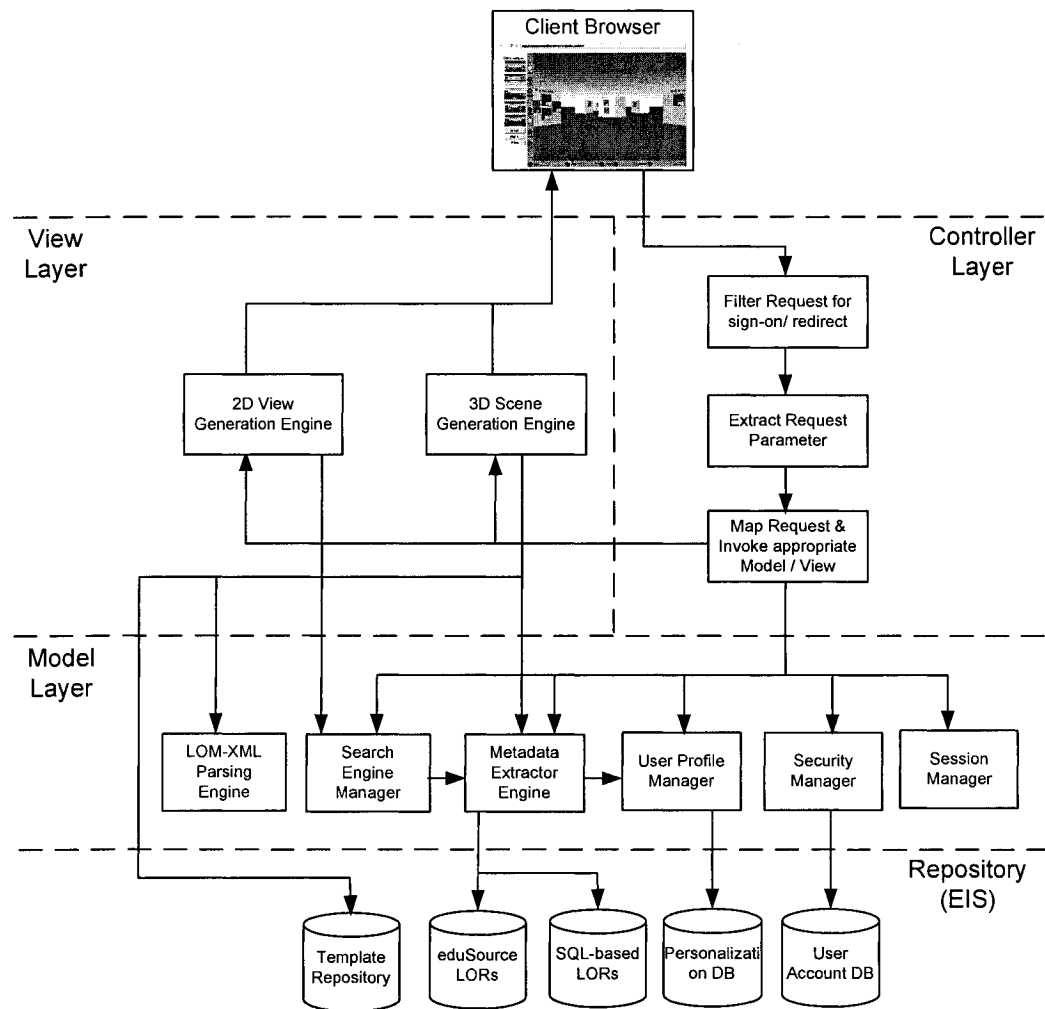 Client Browser
View
Layer
Controller
Layer
Filter Request for
sign-on/ redirect
2D View
Generation Engine
3D Scene
Generation Engine
Extract Request
Parameter
Map Request &
Invoke appropriate
Model / View
Model
Layer
LOM-XML
Parsing
Engine
Search
Engine
Manager
Metadata
Extractor
Engine
User Profile
Manager
Security
Manager
Session
Manager
Repository
(EIS)
Template
Repository
eduSource
LORs
SQL-based
LORs
Personalizati
on DB
User
Account DB